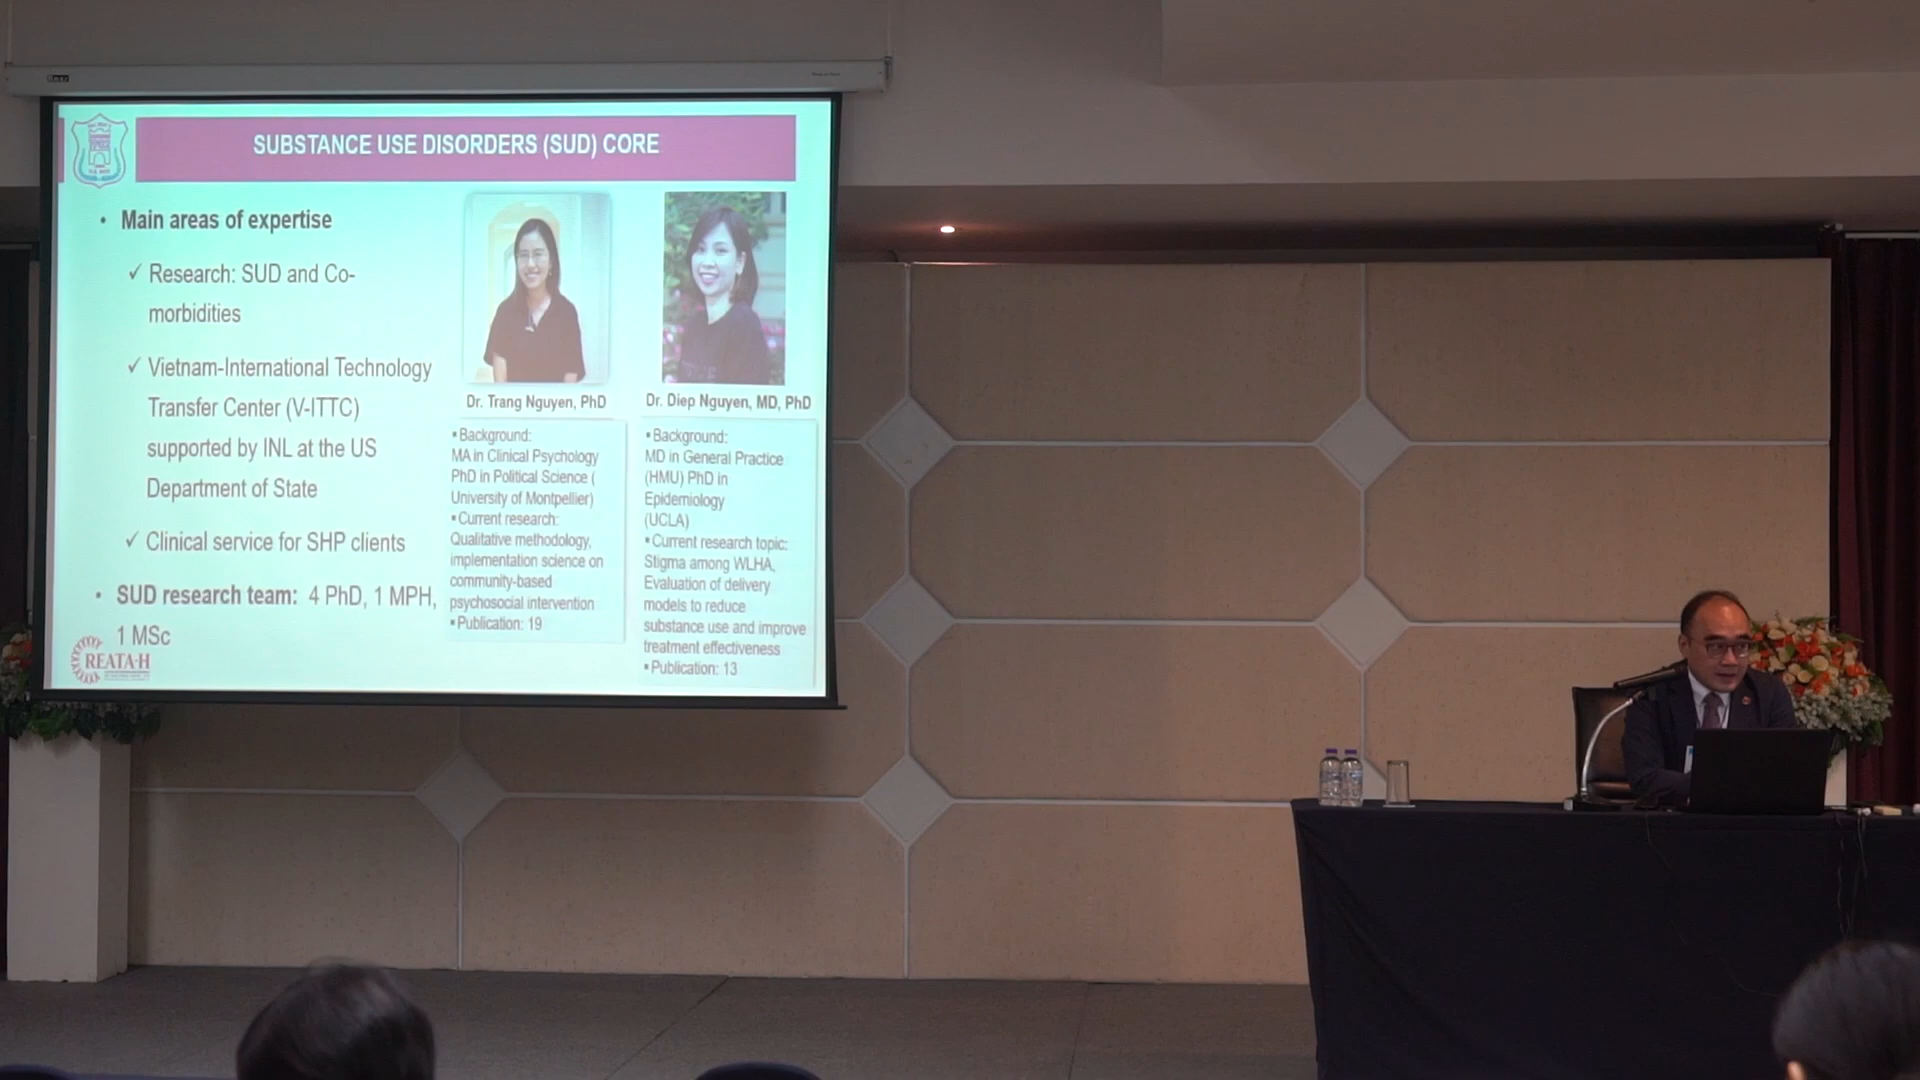 SUBSTANCE USE DISORDERS (SUD) CORE
• Main areas of expertise
✓ Research: SUD and Co-
morbidities
✓ Vietnam-International Technology
Transfer Center (V-ITTC)
supported by INL at the US
Department of State
✓ Clinical service for SHP clients
• SUD research team: 4 PhD, 1 MPH,
1 MSc
REATA-H
Dr. Trang Nguyen, PhD
▪Background:
MA in Clinical Psychology
PhD in Political Science (
University of Montpellier)
▪Current research:
Qualitative methodology,
implementation science on
community-based
psychosocial intervention
▪Publication: 19
Dr. Diep Nguyen, MD, PhD
▪Background:
MD in General Practice
(HMU) PhD in
Epidemiology
(UCLA)
▪Current research topic:
Stigma among WLHA,
Evaluation of delivery
models to reduce
substance use and improve
treatment effectiveness
▪Publication: 13